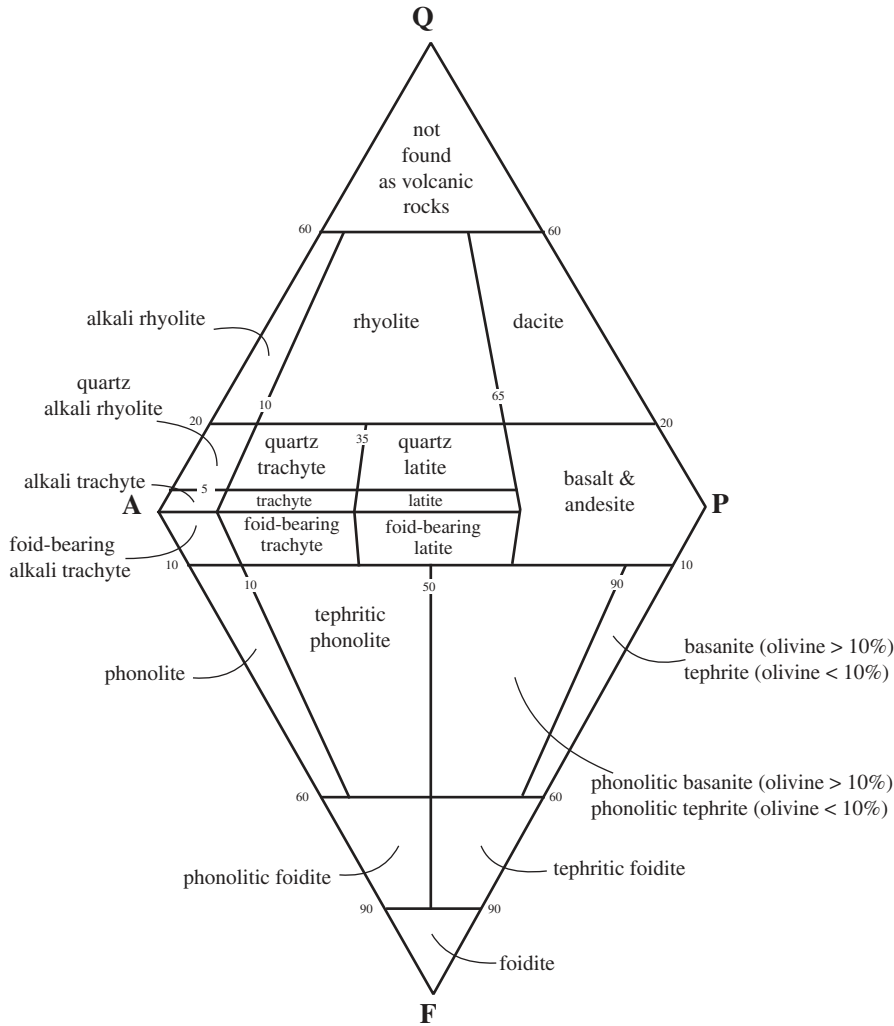 Q
not
found
as volcanic
rocks
60
60
alkali rhyolite
rhyolite
dacite
quartz
alkali rhyolite
10
65
20
20
35
quartz
trachyte
quartz
latite
basalt &
andesite
alkali trachyte
5
A
trachyte
latite
P
foid-bearing
alkali trachyte
foid-bearing
trachyte
foid-bearing
latite
10
10
10
50
90
tephritic
phonolite
phonolite
basanite (olivine > 10%)
tephrite (olivine < 10%)
phonolitic basanite (olivine > 10%)
phonolitic tephrite (olivine < 10%)
60
60
phonolitic foidite
tephritic foidite
90
90
foidite
F